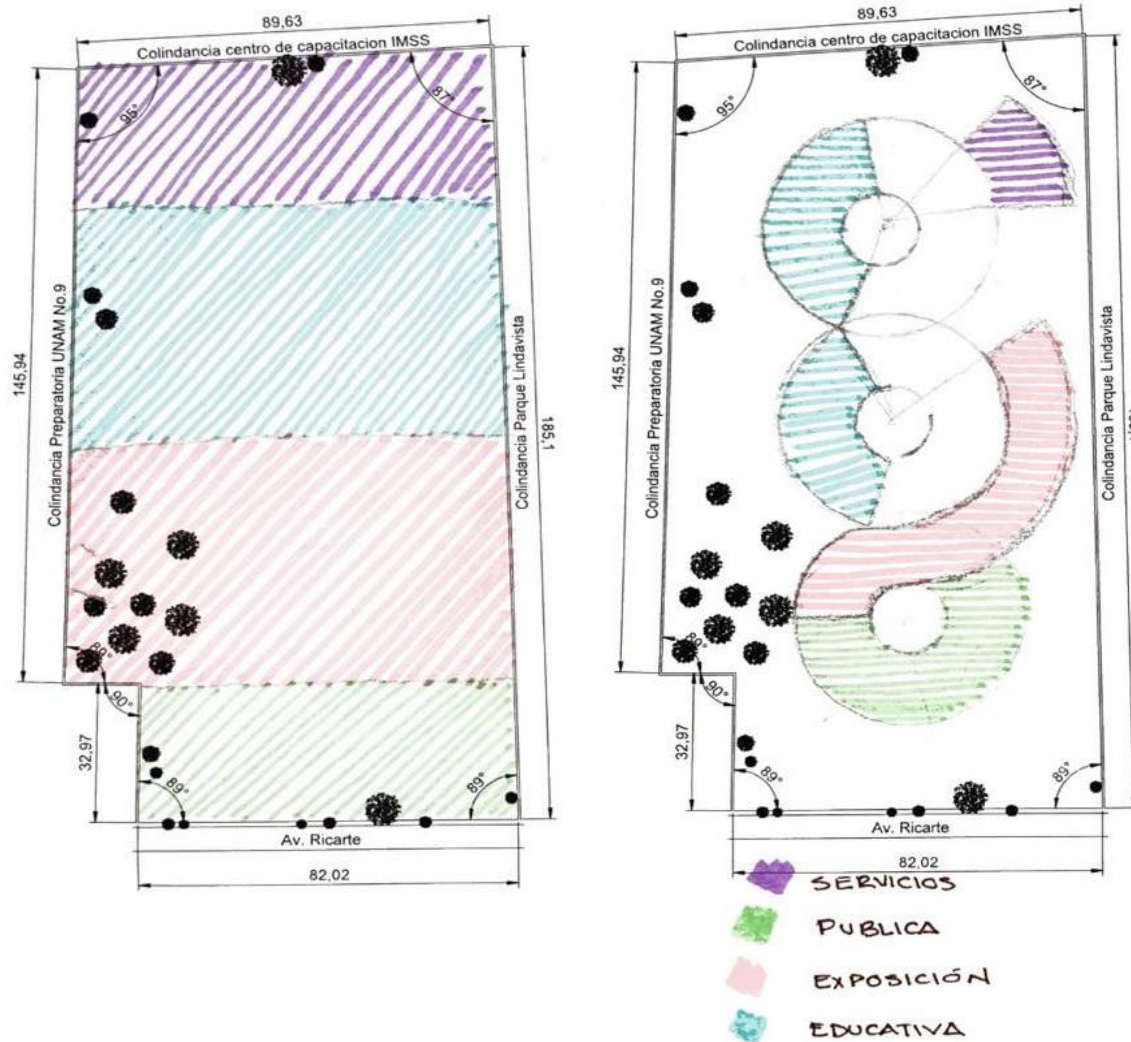 89,63
Colindancia centro de capacitacion IMSS
95°
87°
145,94
Colindancia Preparatoria UNAM No.9
Colindancia Parque Lindavista
185,1
89°
90°
32,97
89°
89°
Av. Ricarte
82,02
89,63
Colindancia centro de capacitacion IMSS
95°
87°
145,94
Colindancia Preparatoria UNAM No.9
Colindancia Parque Lindavista
89°
90°
32,97
89°
89°
Av. Ricarte
82,02
SERVICIOS
PUBLICA
EXPOSICIÓN
EDUCATIVA